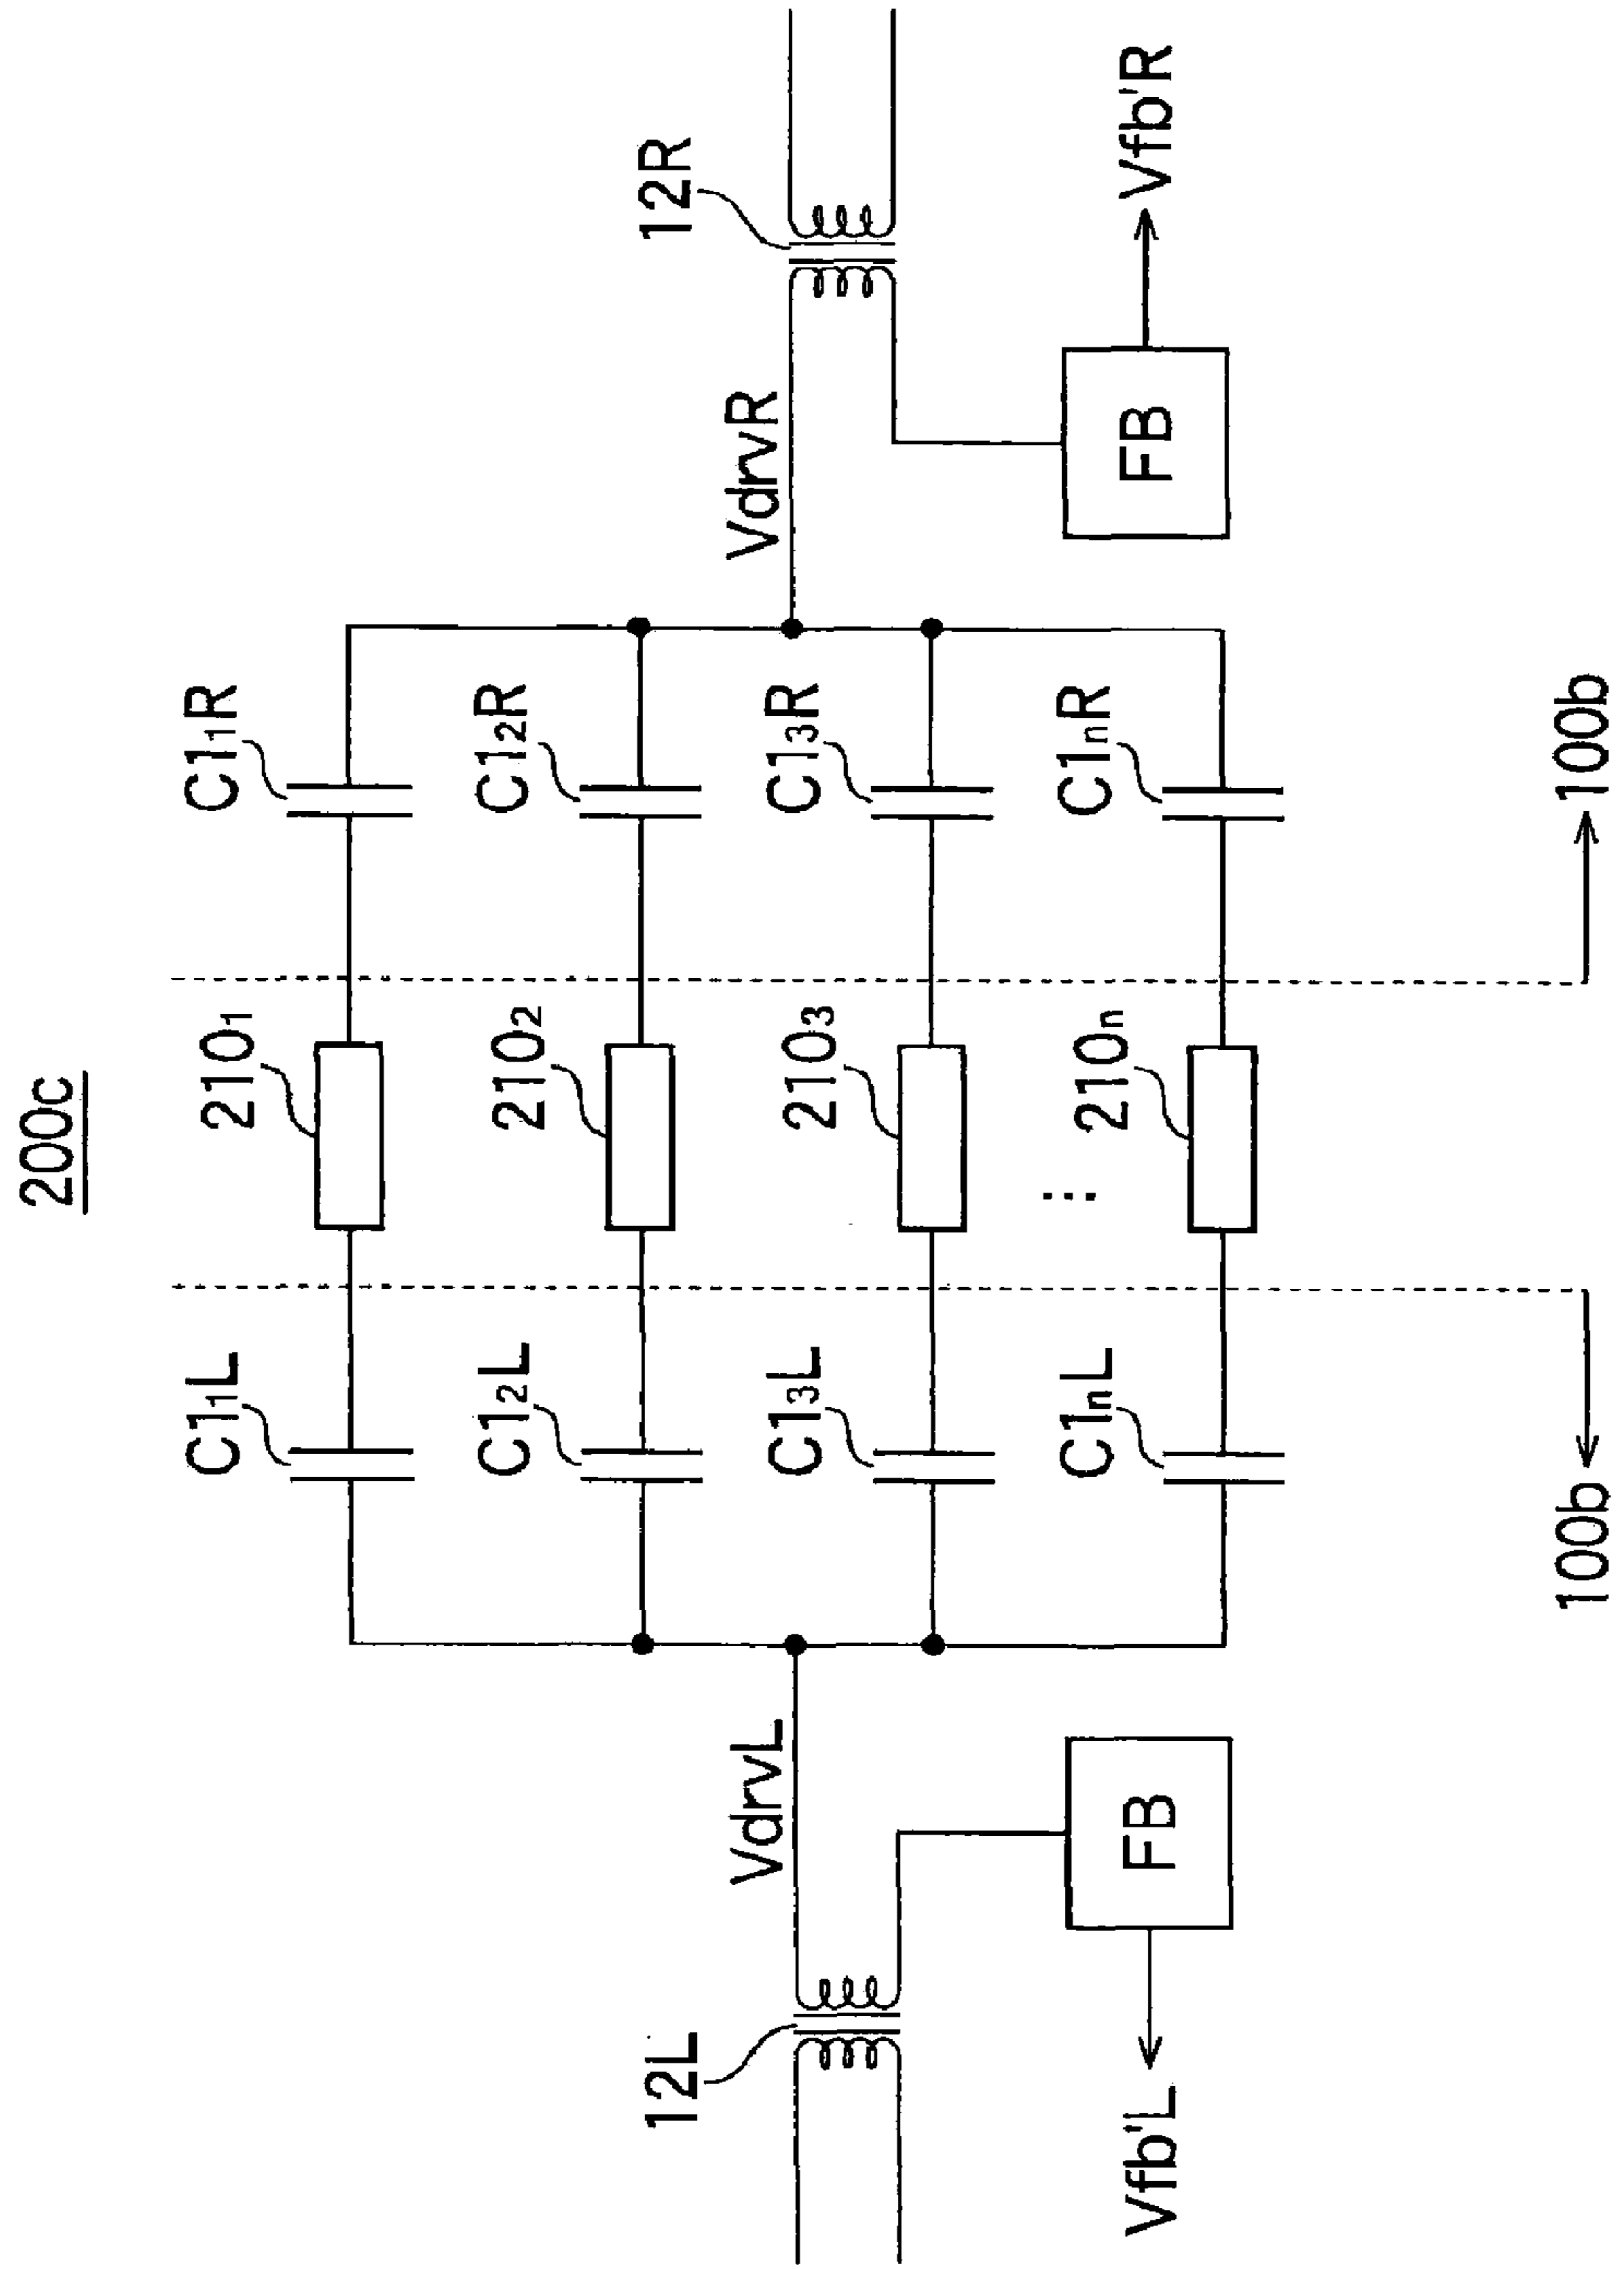 200c
C1₁L
210₁
C1₁R
C1₂L
210₂
C1₂R
12L
VdrvL
VdrvR
12R
C1₃L
210₃
C1₃R
C1ₙL
⋮
210ₙ
C1ₙR
Vfb'L
FB
FB
Vfb'R
100b
100b